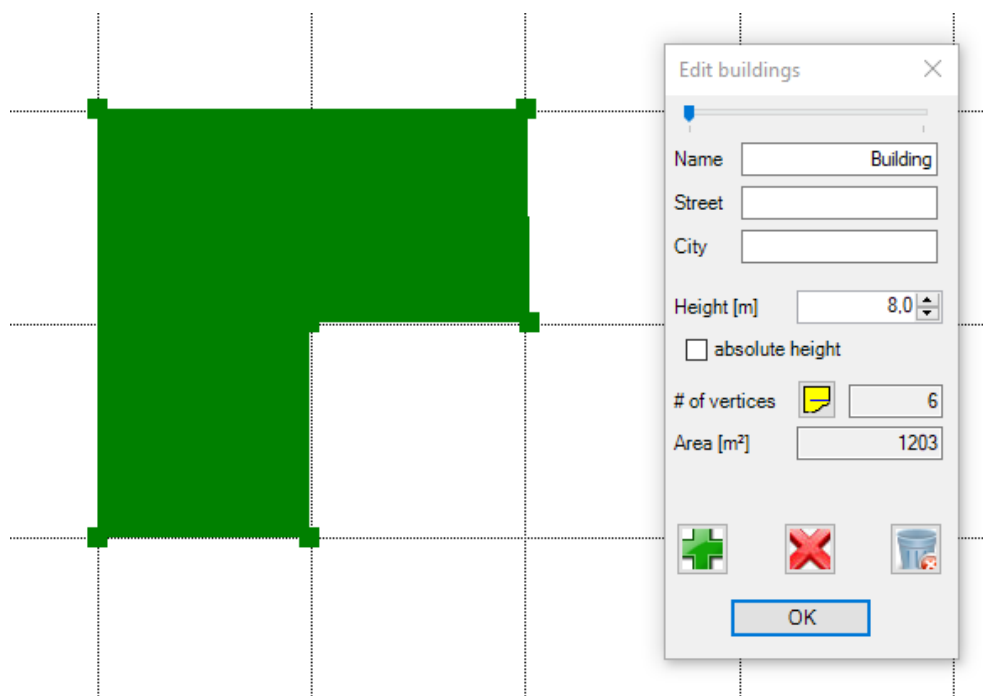 Edit buildings
Name Building
Street
City
Height [m] 8,0
absolute height
# of vertices 6
Area [m²] 1203
OK